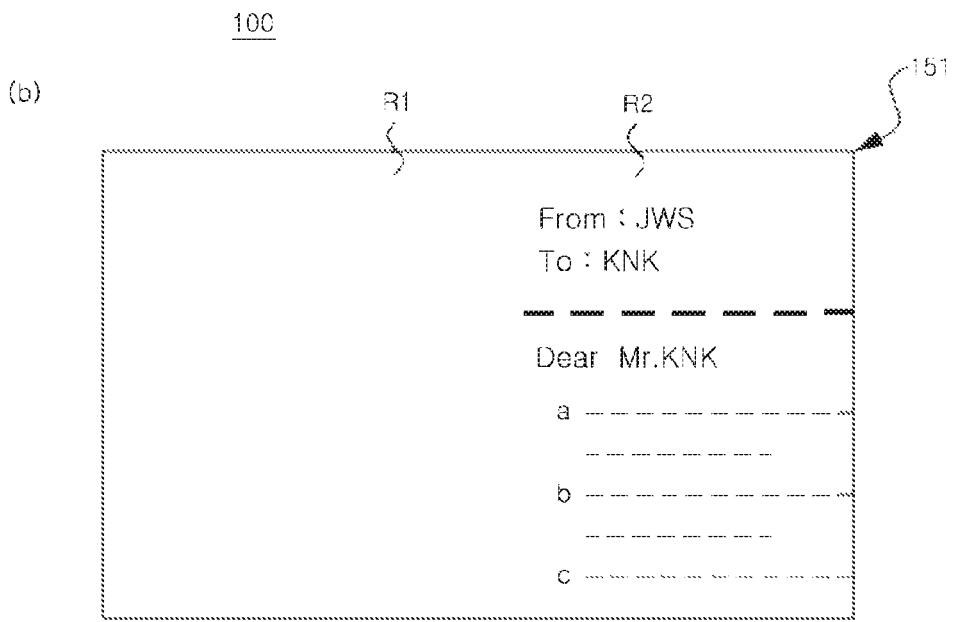 100
(b)
151
R1 R2
From : JWS
To : KNK
Dear Mr.KNK
a
b
c